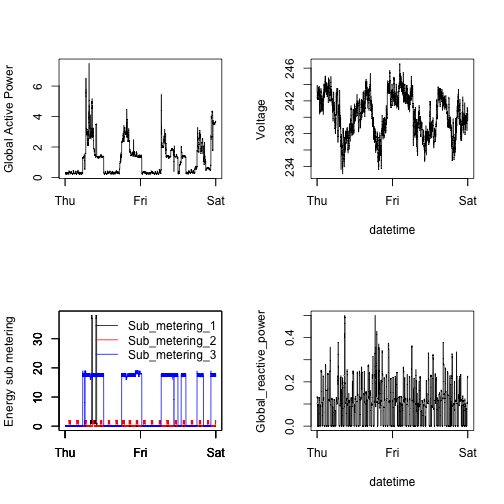 Global Active Power
0 2 4 6
Thu Fri Sat
Voltage
234 238 242 246
Thu Fri Sat
datetime
Energy sub metering
0 10 20 30
Sub_metering_1
Sub_metering_2
Sub_metering_3
Thu Fri Sat
Global_reactive_power
0.0 0.2 0.4
Thu Fri Sat
datetime